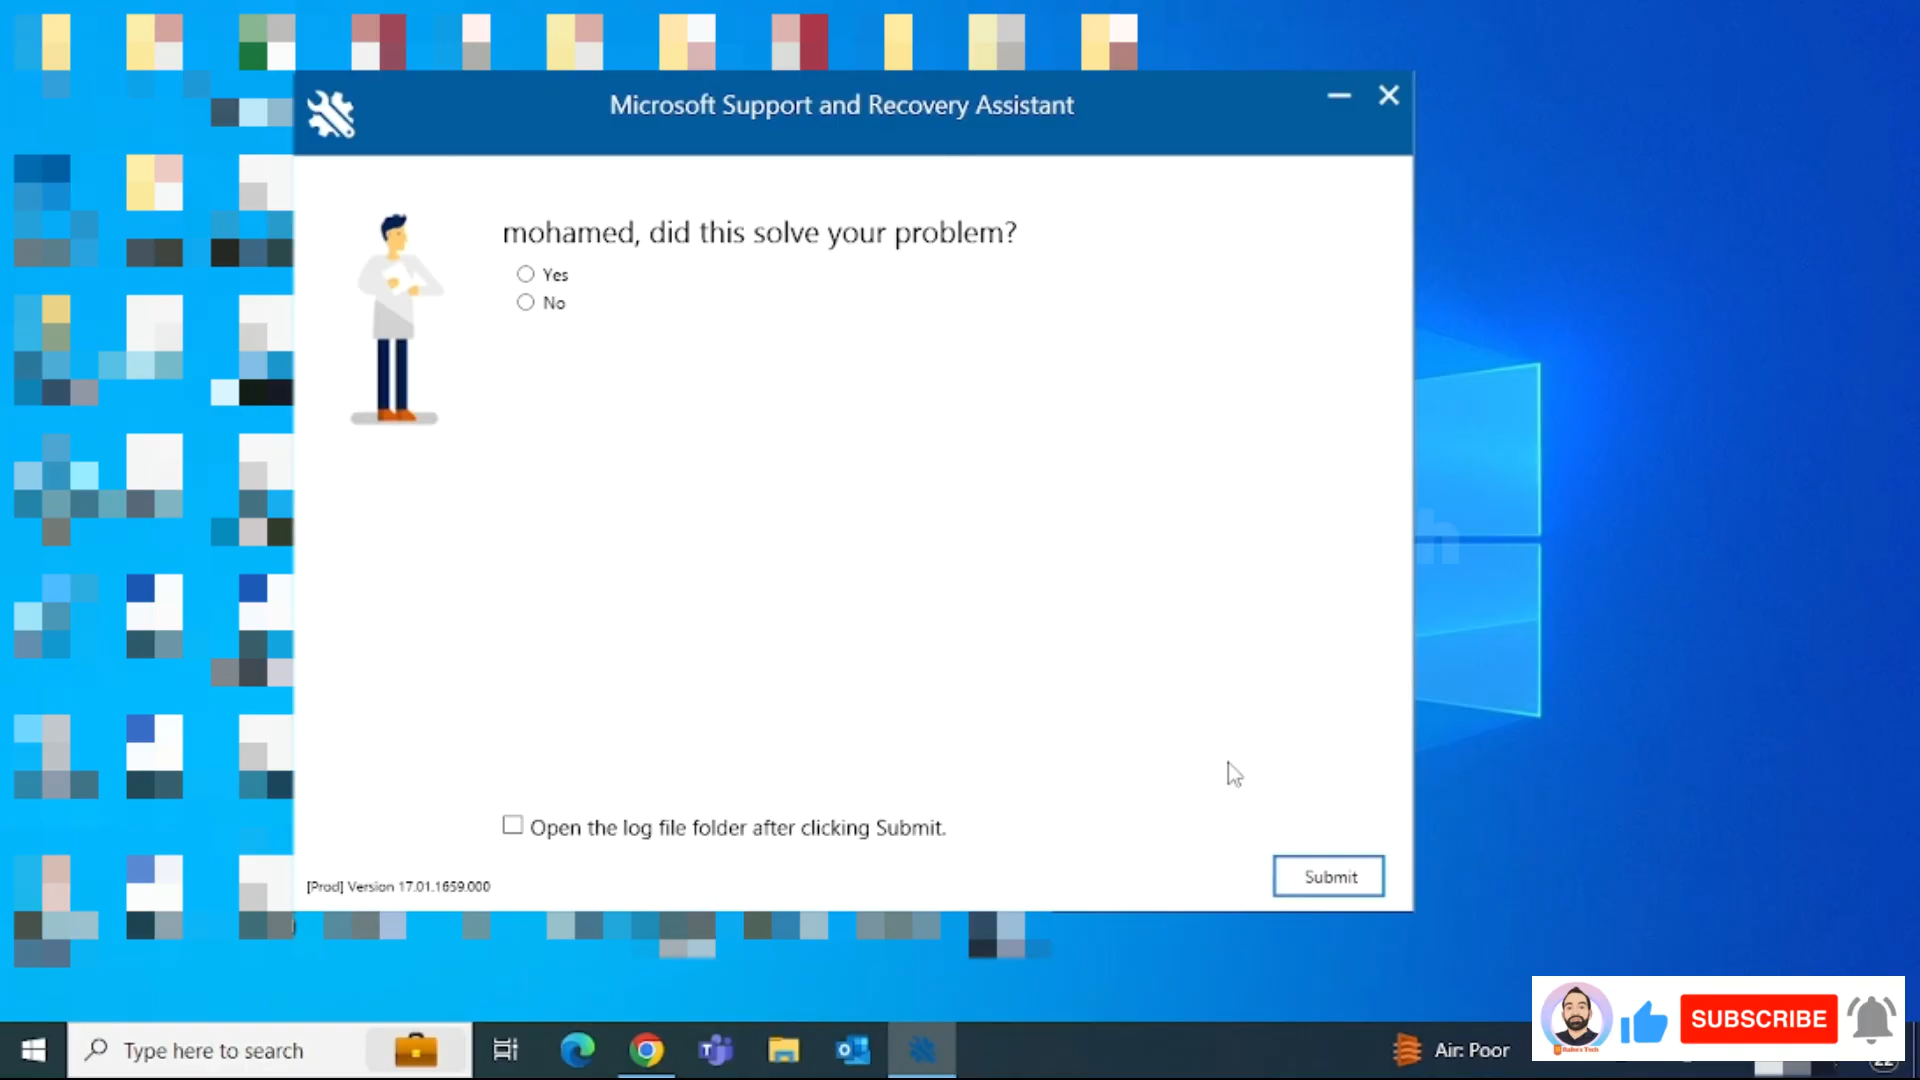 Microsoft Support and Recovery Assistant
mohamed, did this solve your problem?
Yes
No
Open the log file folder after clicking Submit.
[Prod] Version 17.01.1659.000
Submit
SUBSCRIBE
Type here to search
Air: Poor